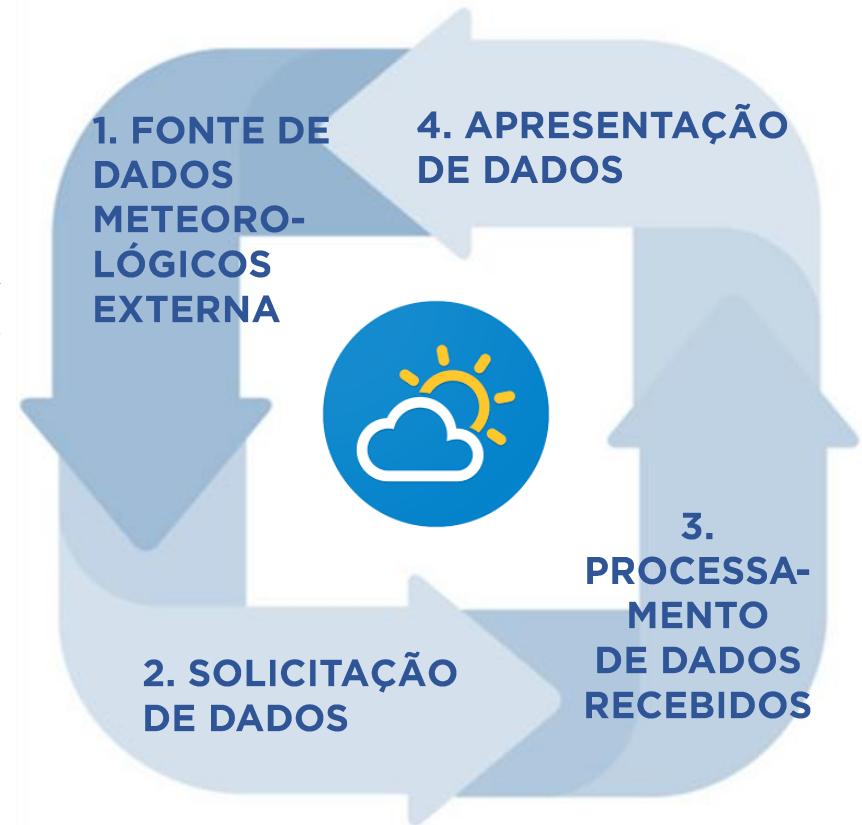 1. FONTE DE
DADOS
METEORO-
LÓGICOS
EXTERNA
2. SOLICITAÇÃO
DE DADOS
3.
PROCESSA-
MENTO
DE DADOS
RECEBIDOS
4. APRESENTAÇÃO
DE DADOS